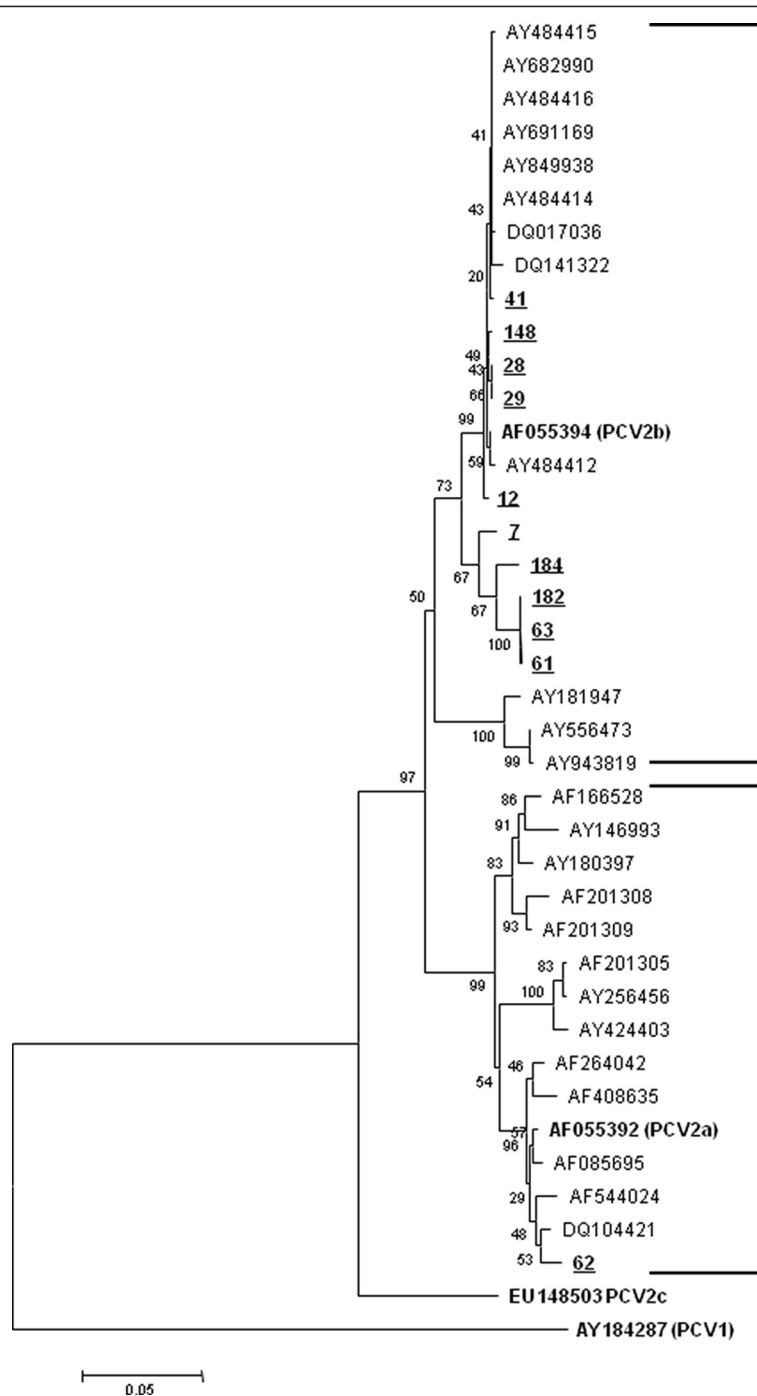 AY484415
AY682990
AY484416
41
AY691169
AY849938
AY484414
43
DQ017036
DQ141322
20
41
148
49
28
43
66
29
99
AF055394 (PCV2b)
59
AY484412
73
12
7
67
184
50
182
67
63
100
61
AY181947
100
AY556473
99
AY943819
97
86
AF166528
91
AY146993
83
AY180397
AF201308
93
AF201309
83
AF201305
99
100
AY256456
AY424403
46
AF264042
54
AF408635
57
AF055392 (PCV2a)
96
AF085695
29
AF544024
48
DQ104421
53
62
EU148503 PCV2c
AY184287 (PCV1)
0.05